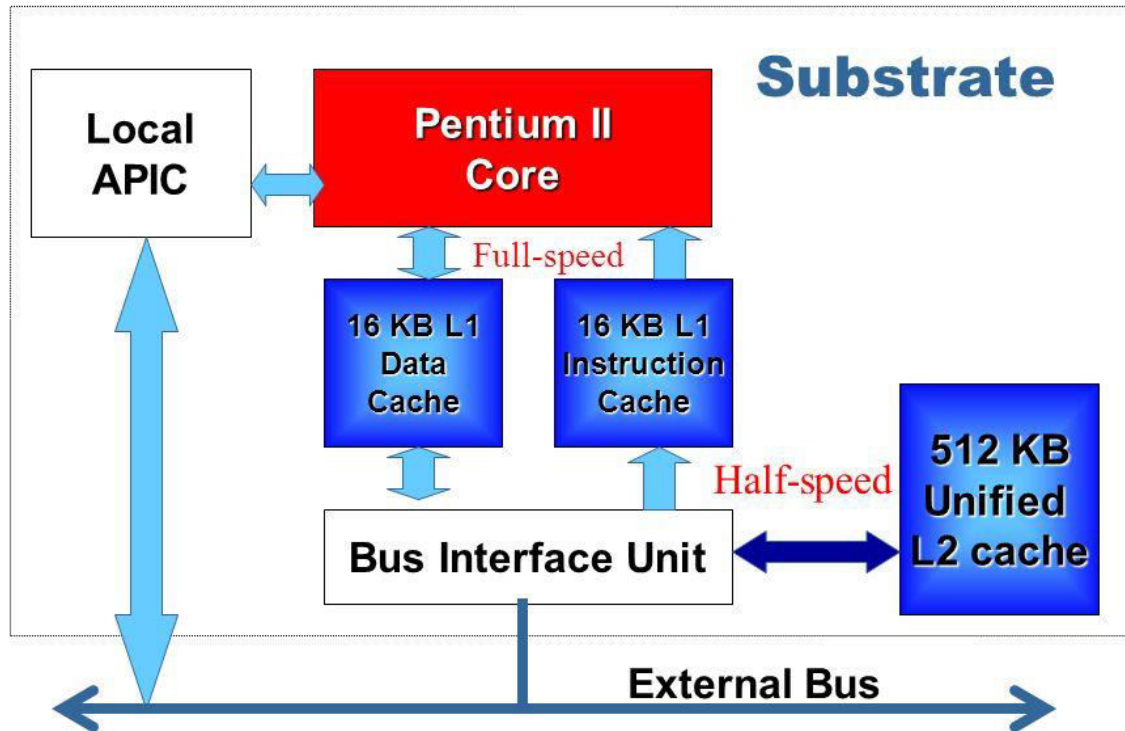 Substrate
Local
APIC
Pentium II
Core
Full-speed
16 KB L1
Data
Cache
16 KB L1
Instruction
Cache
Half-speed
512 KB
Unified
L2 cache
Bus Interface Unit
External Bus